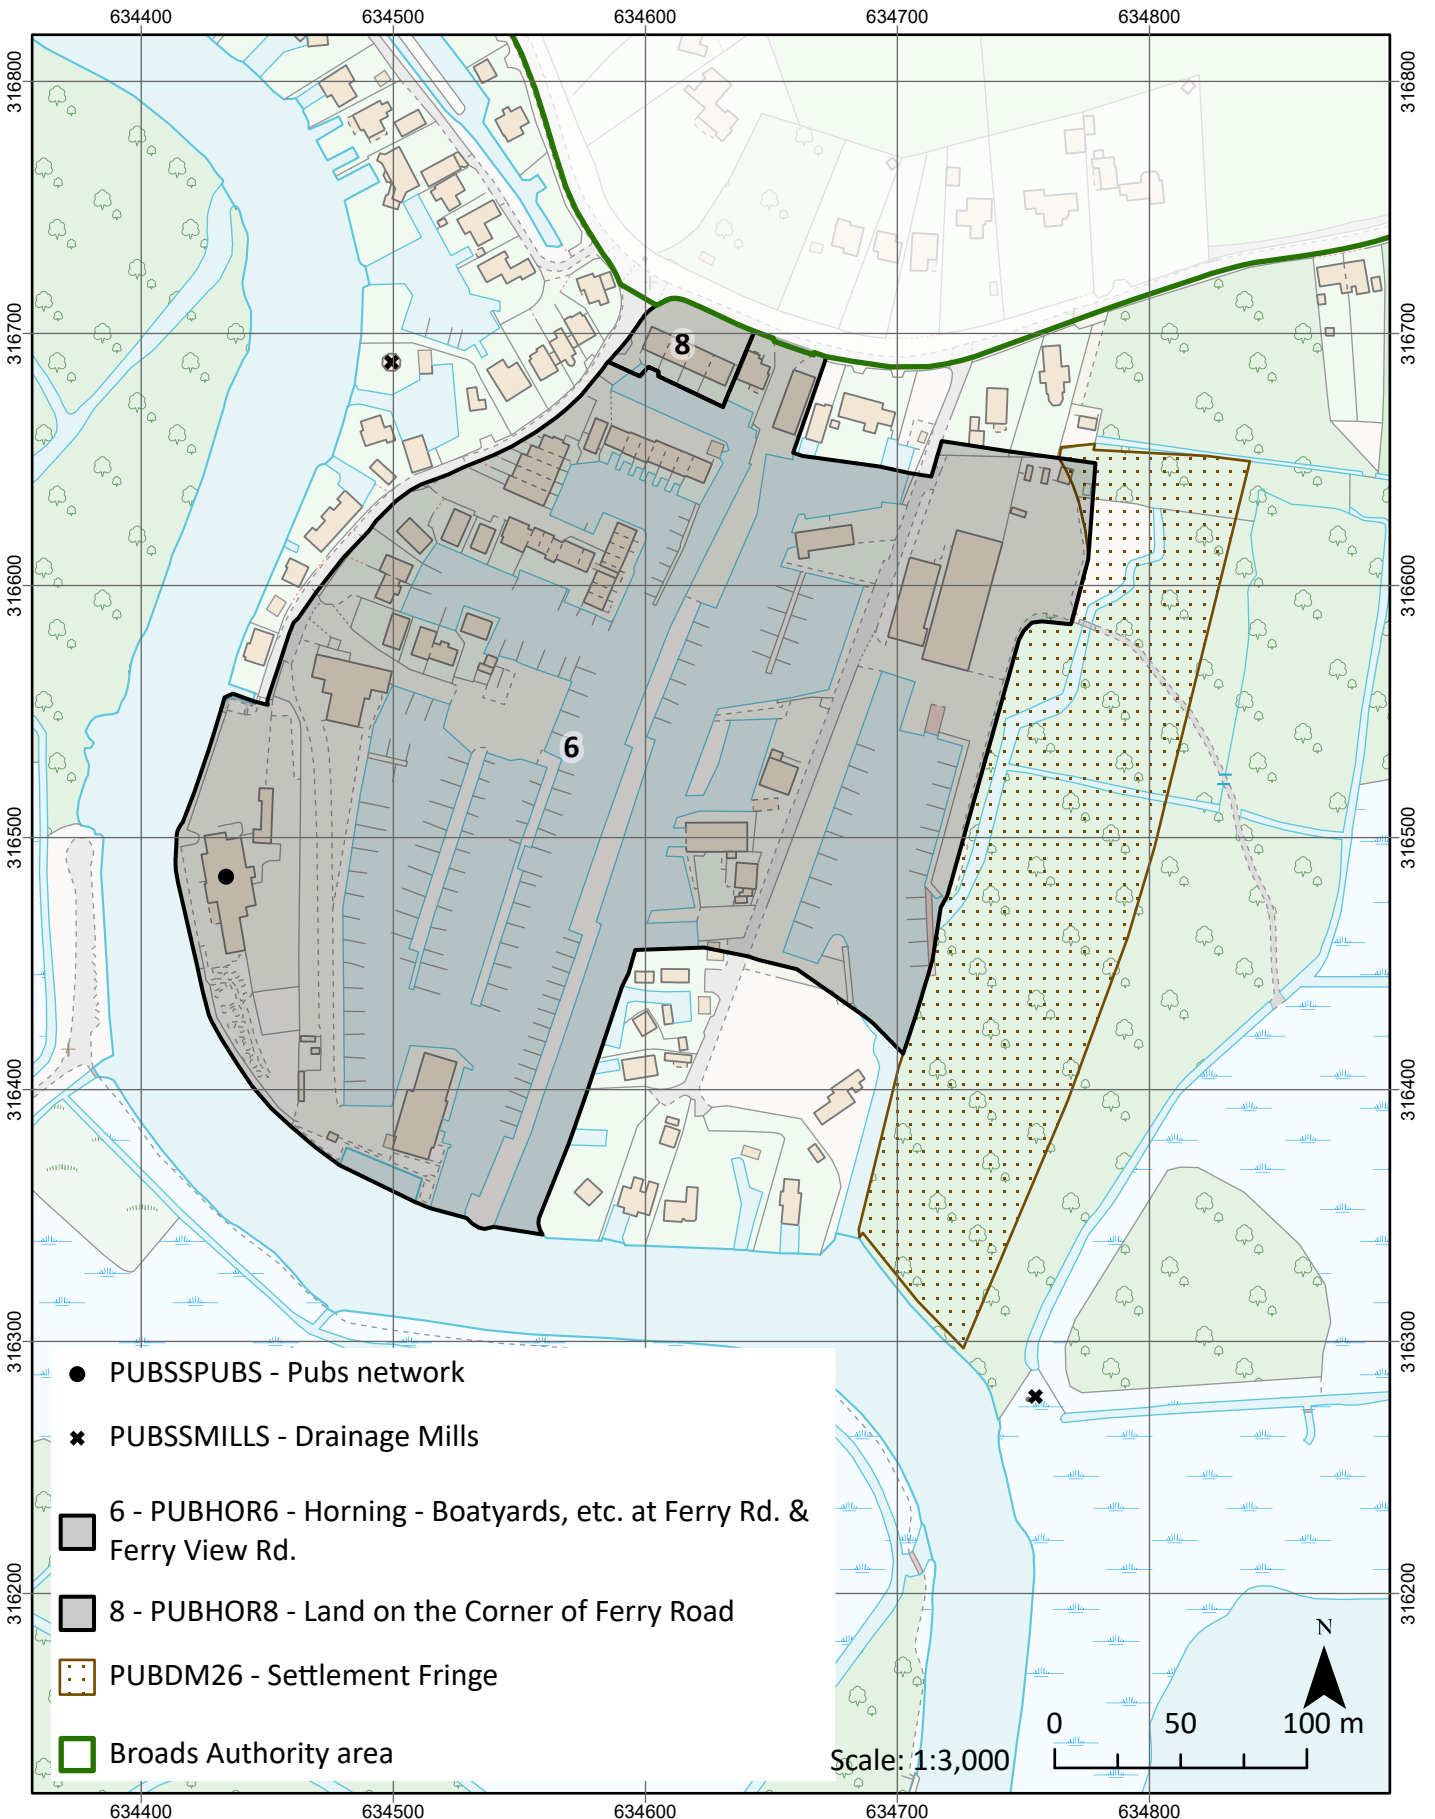 634400 634500 634600 634700 634800
316800 316800
316700 316700
8
316600 316600
6
316500 316500
316400 316400
316300 316300
PUBSSPUBS - Pubs network
PUBSSMILLS - Drainage Mills
6 - PUBHOR6 - Horning - Boatyards, etc. at Ferry Rd. &
Ferry View Rd.
8 - PUBHOR8 - Land on the Corner of Ferry Road
316200 316200
PUBDM26 - Settlement Fringe
N
Broads Authority area
0 50 100 m
Scale: 1:3,000
634400 634500 634600 634700 634800